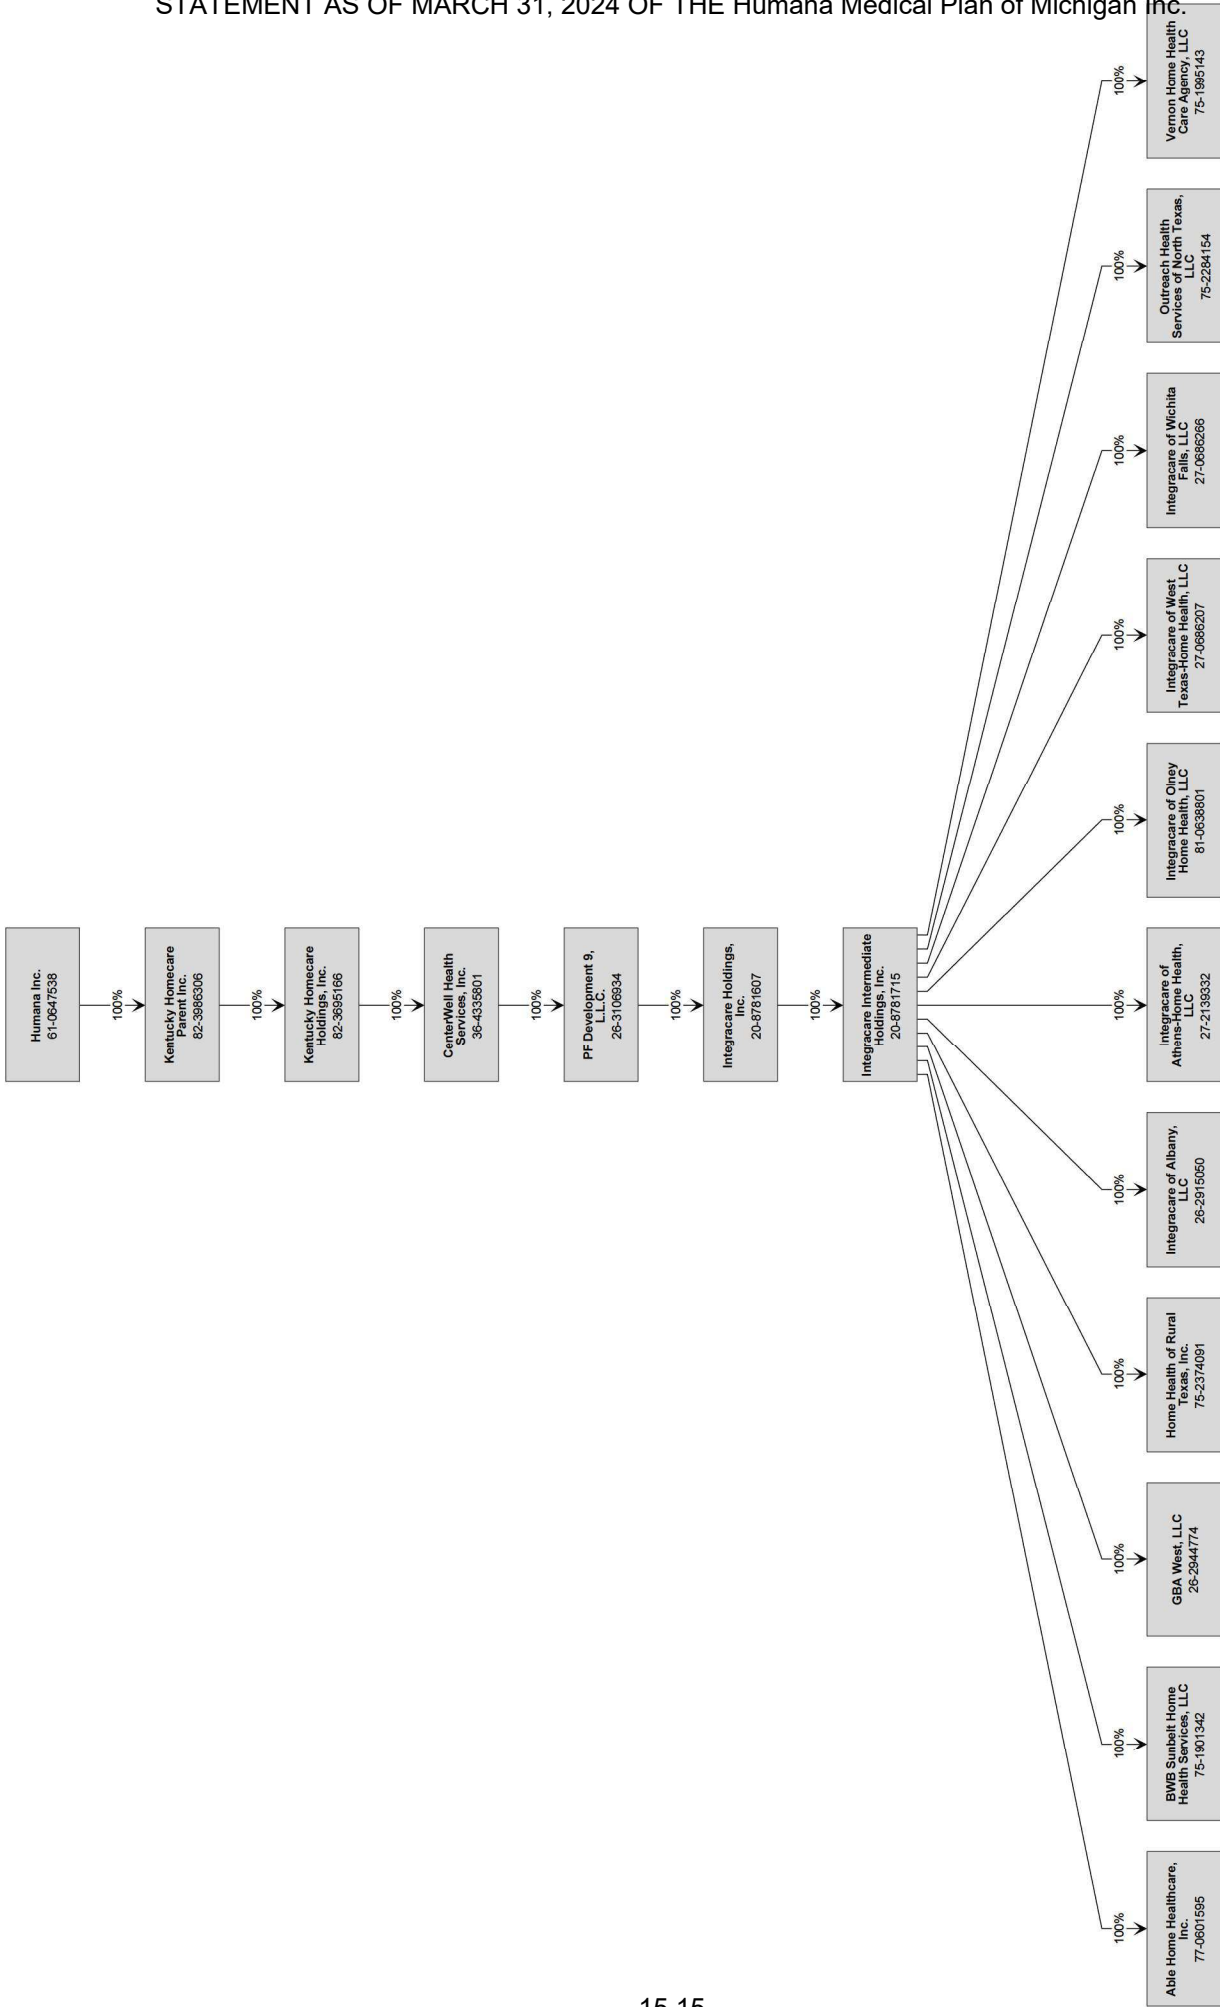 STATEMENT AS OF MARCH 31, 2024 OF THE Humana Medical Plan of Michigan Inc.
Humana Inc.
61-0647538
100%
Kentucky Homecare
Parent Inc.
82-3986306
100%
Kentucky Homecare
Holdings, Inc.
82-3695166
100%
CenterWell Health
Services, Inc.
36-4335801
100%
PF Development 9,
L.L.C.
26-3106934
100%
Integracare Holdings,
Inc.
20-8781607
100%
Integracare Intermediate
Holdings, Inc.
20-8781715
100%
Able Home Healthcare,
Inc.
77-0601595
100%
BWB Sunbelt Home
Health Services, LLC
75-1901342
100%
GBA West, LLC
26-2944774
100%
Home Health of Rural
Texas, Inc.
75-2374091
100%
Integracare of Albany,
LLC
26-2915050
100%
Integracare of
Athens-Home Health,
LLC
27-2139332
100%
Integracare of Olney
Home Health, LLC
81-0638801
100%
Integracare of West
Texas-Home Health, LLC
27-0686207
100%
Integracare of Wichita
Falls, LLC
27-0686266
100%
Outreach Health
Services of North Texas,
LLC
75-2284154
100%
Vernon Home Health
Care Agency, LLC
75-1995143
15.15